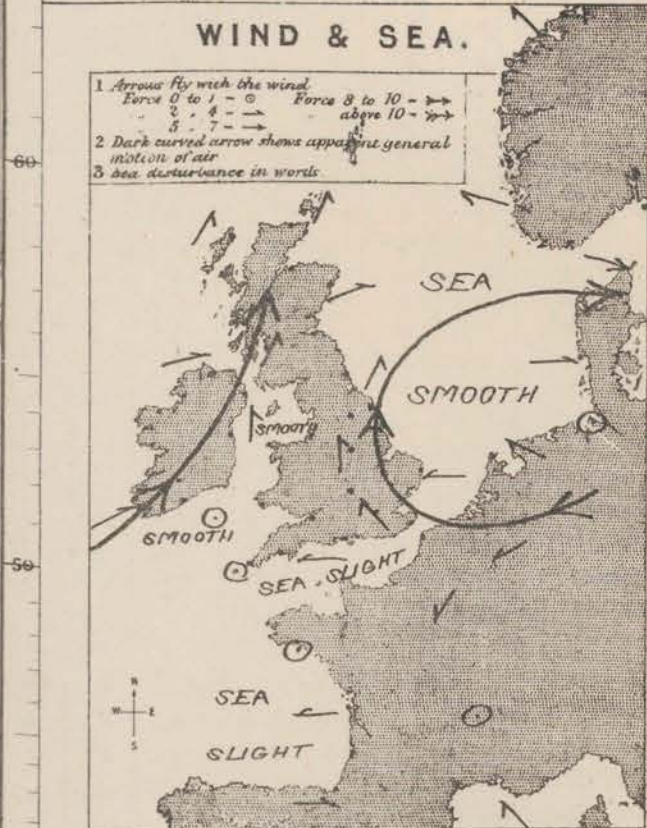 WIND & SEA.
1 Arrows fly with the wind
Force 0 to 1 - ⊙ Force 8 to 10 -
" 2 " 4 - above 10 -
" 5 " 7 -
2 Dark curved arrow shows apparent general
motion of air
3 Sea disturbance in words
60
SEA
SMOOTH
SMOOTH
SMOOTH
50
SEA SLIGHT
N
W E
S
SEA
SLIGHT